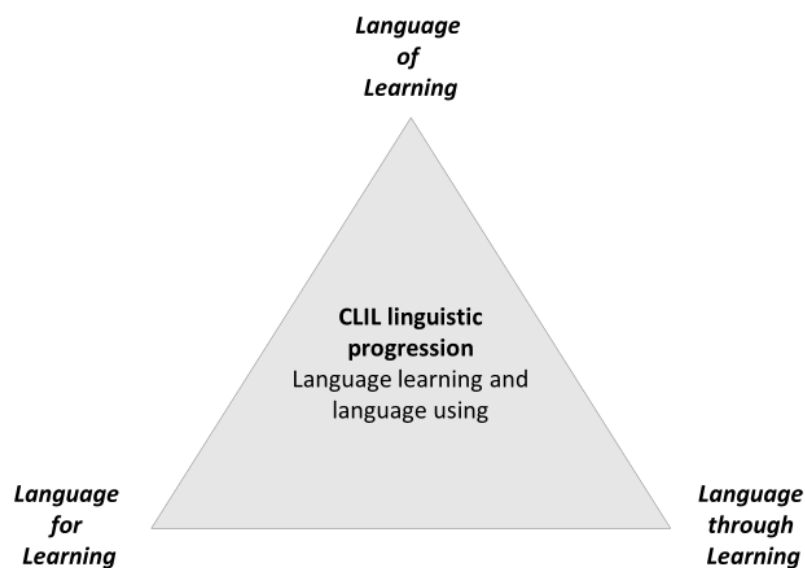 Language
of
Learning
CLIL linguistic
progression
Language learning and
language using
Language
for
Learning
Language
through
Learning